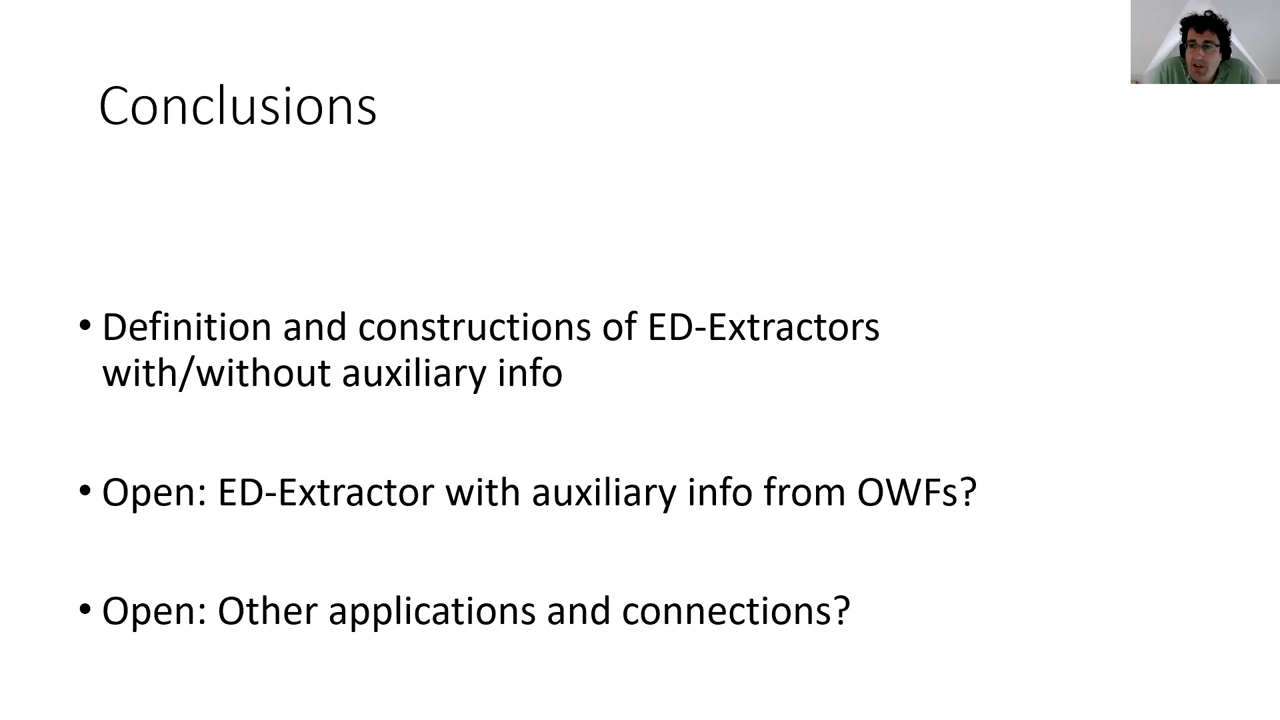 Conclusions
• Definition and constructions of ED-Extractors
with/without auxiliary info
• Open: ED-Extractor with auxiliary info from OWFs?
• Open: Other applications and connections?